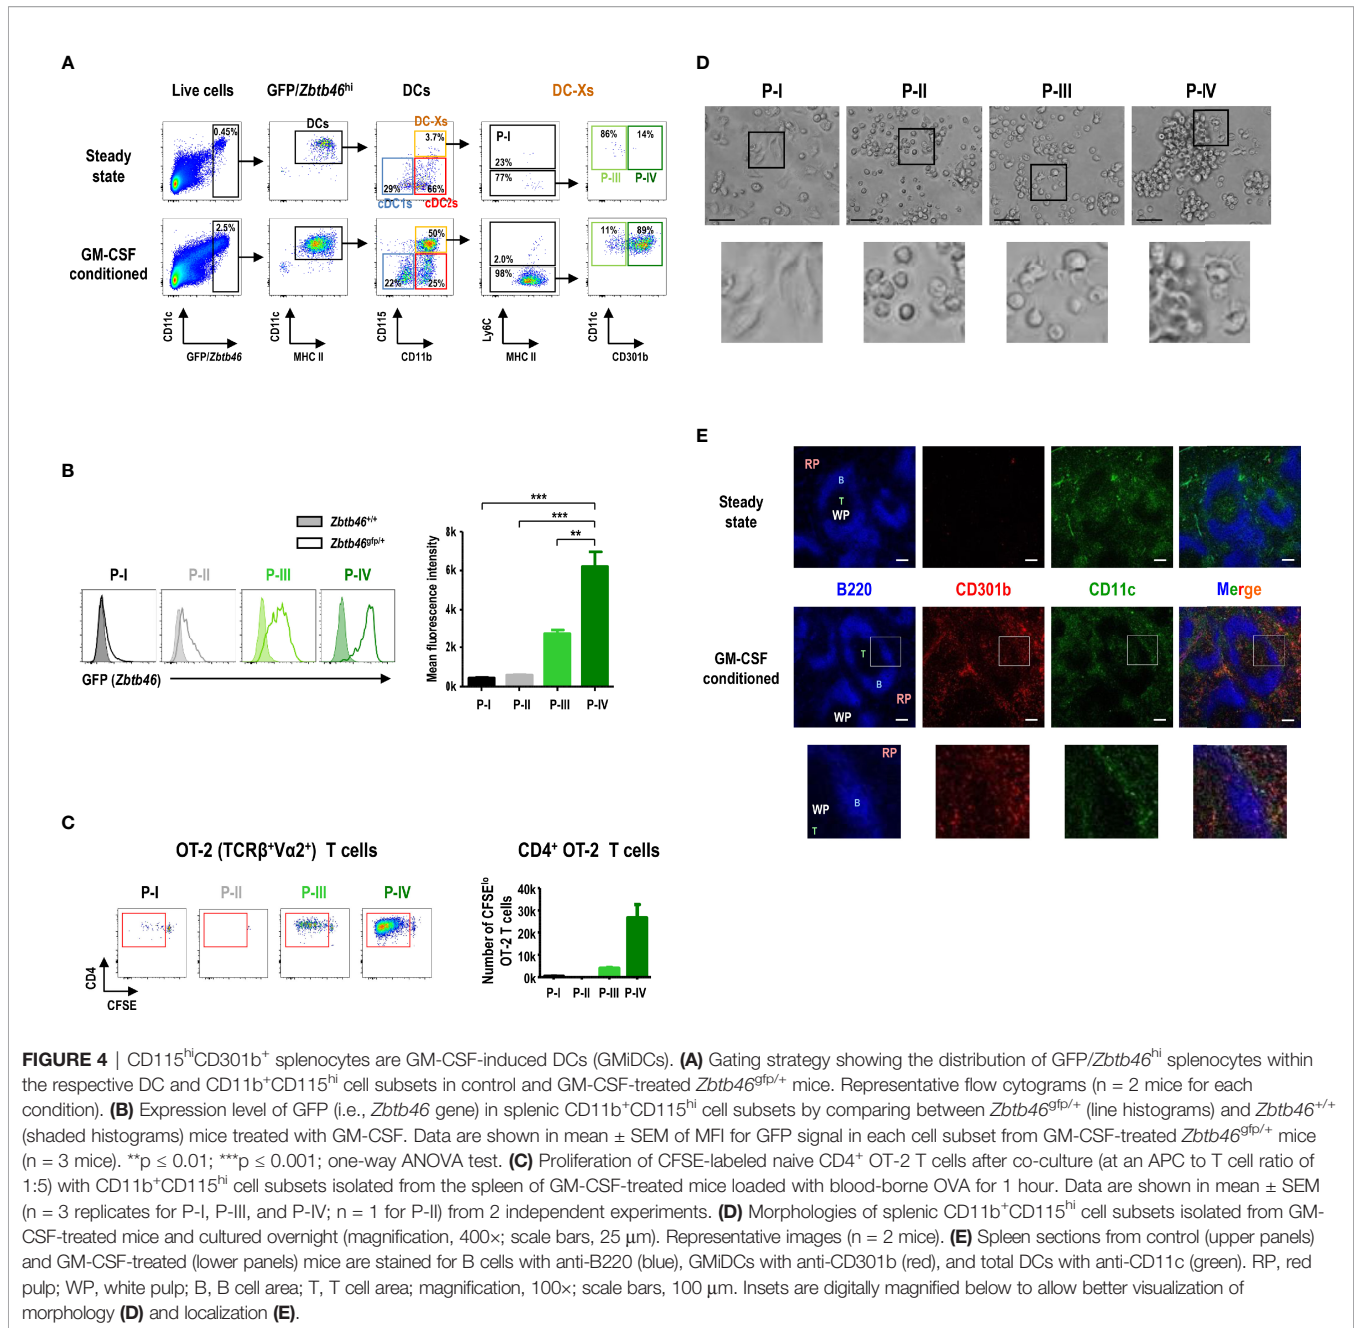 A
Live cells
GFP/Zbtb46hi
DCs
DC-Xs
Steady
state
0.45%
DCs
DC-Xs
3.7%
29%
66%
cDC1s
cDC2s
P-I
23%
77%
86%
14%
P-III
P-IV
GM-CSF
conditioned
2.5%
50%
22%
25%
2.0%
98%
11%
89%
CD11c
GFP/Zbtb46
CD11c
MHC II
CD115
CD11b
Ly6C
MHC II
CD11c
CD301b
B
Zbtb46+/+
Zbtb46gfp/+
P-I
P-II
P-III
P-IV
GFP (Zbtb46)
Mean fluorescence intensity
8k
6k
4k
2k
0k
***
***
**
P-I
P-II
P-III
P-IV
C
OT-2 (TCRβ+Vα2+) T cells
P-I
P-II
P-III
P-IV
CD4
CFSE
CD4+ OT-2 T cells
Number of CFSElo
OT-2 T cells
40k
30k
20k
10k
0k
P-I
P-II
P-III
P-IV
D
P-I
P-II
P-III
P-IV
E
Steady
state
RP
B
T
WP
B220
CD301b
CD11c
Merge
GM-CSF
conditioned
T
B
RP
WP
RP
WP
B
T
FIGURE 4 | CD115hiCD301b+ splenocytes are GM-CSF-induced DCs (GMiDCs). (A) Gating strategy showing the distribution of GFP/Zbtb46hi splenocytes within
the respective DC and CD11b+CD115hi cell subsets in control and GM-CSF-treated Zbtb46gfp/+ mice. Representative flow cytograms (n = 2 mice for each
condition). (B) Expression level of GFP (i.e., Zbtb46 gene) in splenic CD11b+CD115hi cell subsets by comparing between Zbtb46gfp/+ (line histograms) and Zbtb46+/+
(shaded histograms) mice treated with GM-CSF. Data are shown in mean ± SEM of MFI for GFP signal in each cell subset from GM-CSF-treated Zbtb46gfp/+ mice
(n = 3 mice). **p ≤ 0.01; ***p ≤ 0.001; one-way ANOVA test. (C) Proliferation of CFSE-labeled naive CD4+ OT-2 T cells after co-culture (at an APC to T cell ratio of
1:5) with CD11b+CD115hi cell subsets isolated from the spleen of GM-CSF-treated mice loaded with blood-borne OVA for 1 hour. Data are shown in mean ± SEM
(n = 3 replicates for P-I, P-III, and P-IV; n = 1 for P-II) from 2 independent experiments. (D) Morphologies of splenic CD11b+CD115hi cell subsets isolated from GM-
CSF-treated mice and cultured overnight (magnification, 400×; scale bars, 25 μm). Representative images (n = 2 mice). (E) Spleen sections from control (upper panels)
and GM-CSF-treated (lower panels) mice are stained for B cells with anti-B220 (blue), GMiDCs with anti-CD301b (red), and total DCs with anti-CD11c (green). RP, red
pulp; WP, white pulp; B, B cell area; T, T cell area; magnification, 100×; scale bars, 100 μm. Insets are digitally magnified below to allow better visualization of
morphology (D) and localization (E).